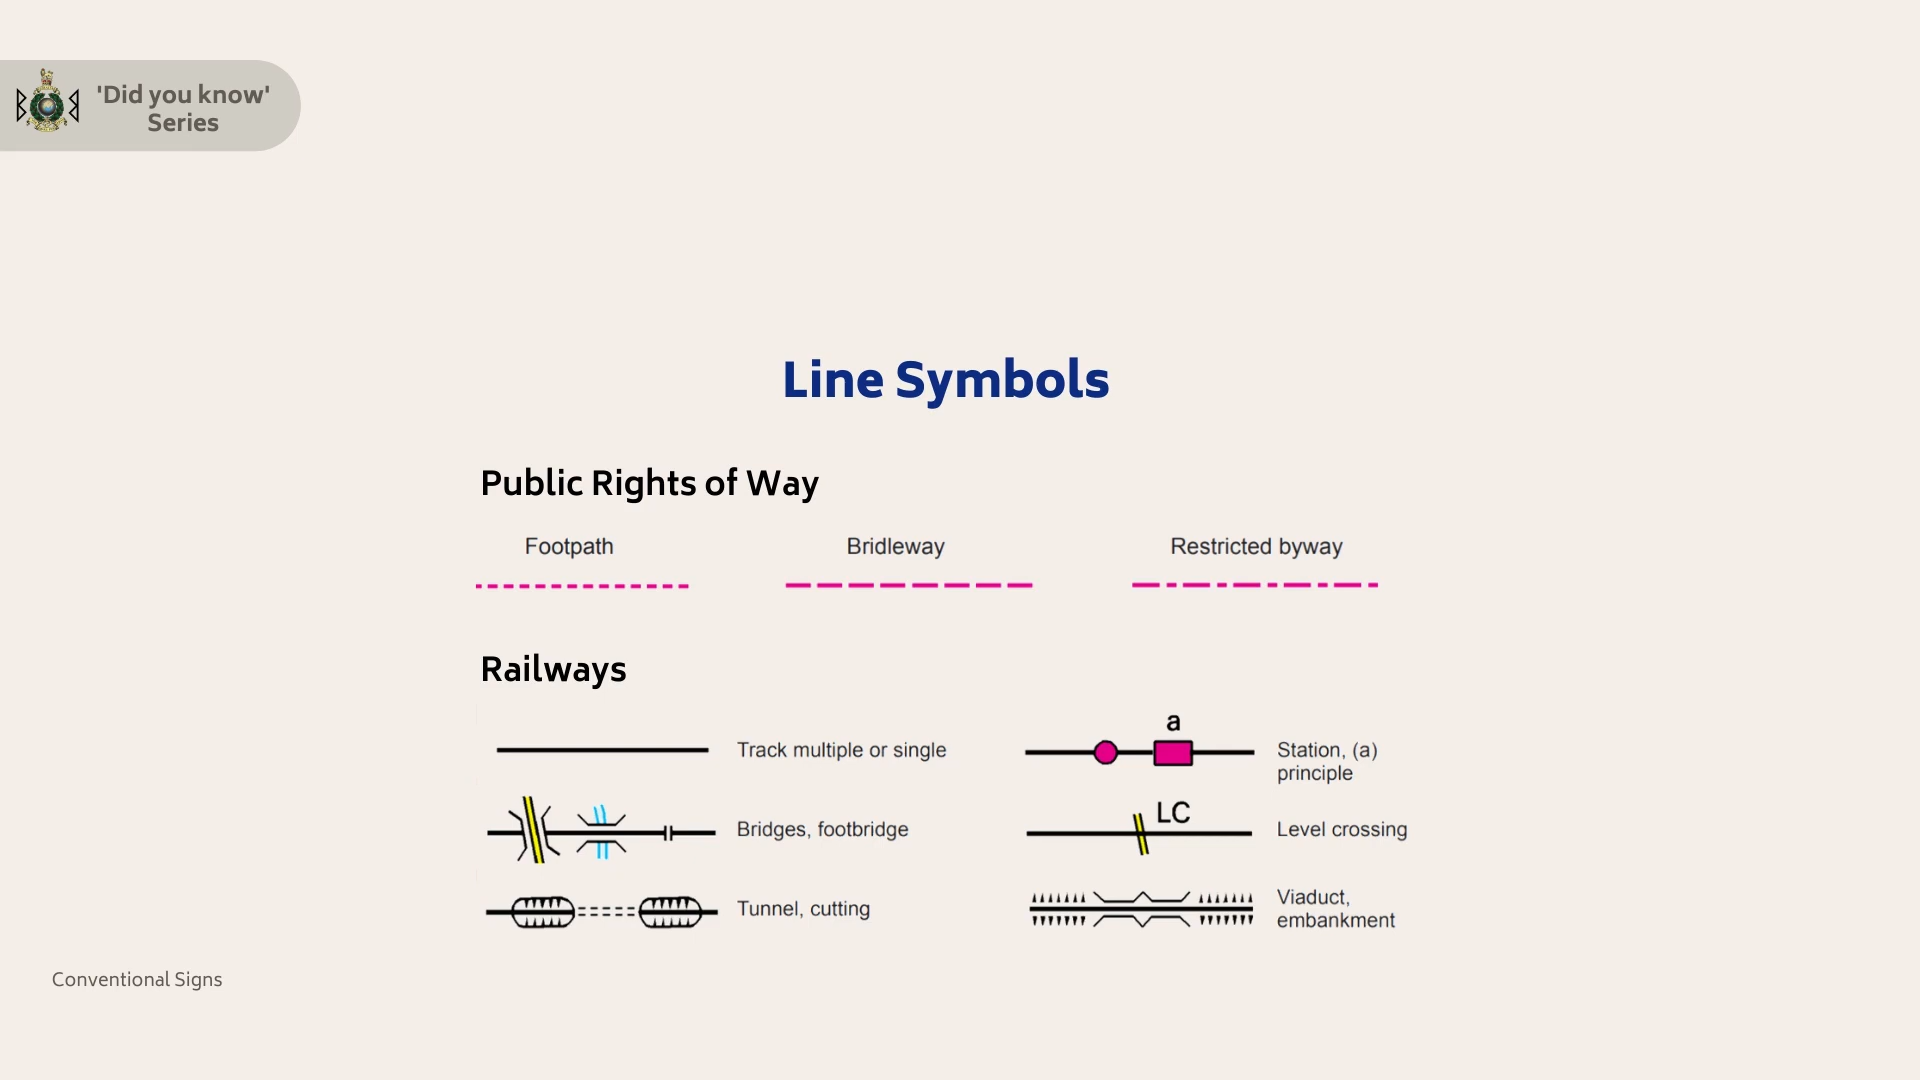 'Did you know'
Series
Line Symbols
Public Rights of Way
Footpath
Bridleway
Restricted byway
Railways
Track multiple or single
a
Station, (a)
principle
Bridges, footbridge
LC
Level crossing
Tunnel, cutting
Viaduct,
embankment
Conventional Signs